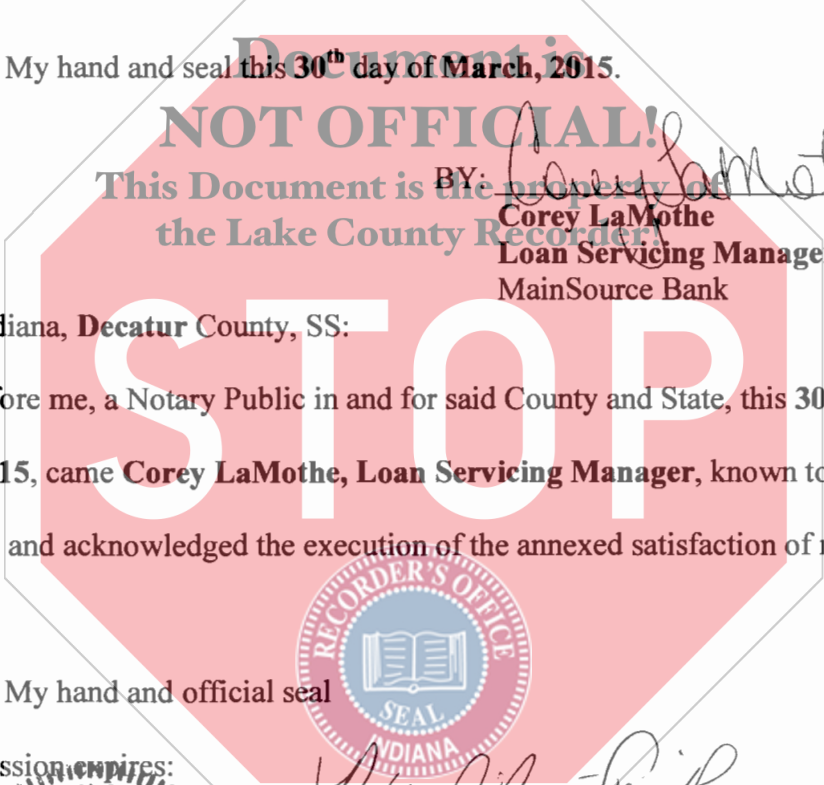 Document is
My hand and seal this 30th day of March, 2015.
NOT OFFICIAL!
This Document is the property of
the Lake County Recorder!
BY: Corey LaMot
Corey LaMothe
Loan Servicing Manage
MainSource Bank
STOP
diana, Decatur County, SS:
ore me, a Notary Public in and for said County and State, this 30
15, came Corey LaMothe, Loan Servicing Manager, known to
and acknowledged the execution of the annexed satisfaction of
RECORDER'S OFFICE
SEAL
INDIANA
My hand and official seal
ssion expires: